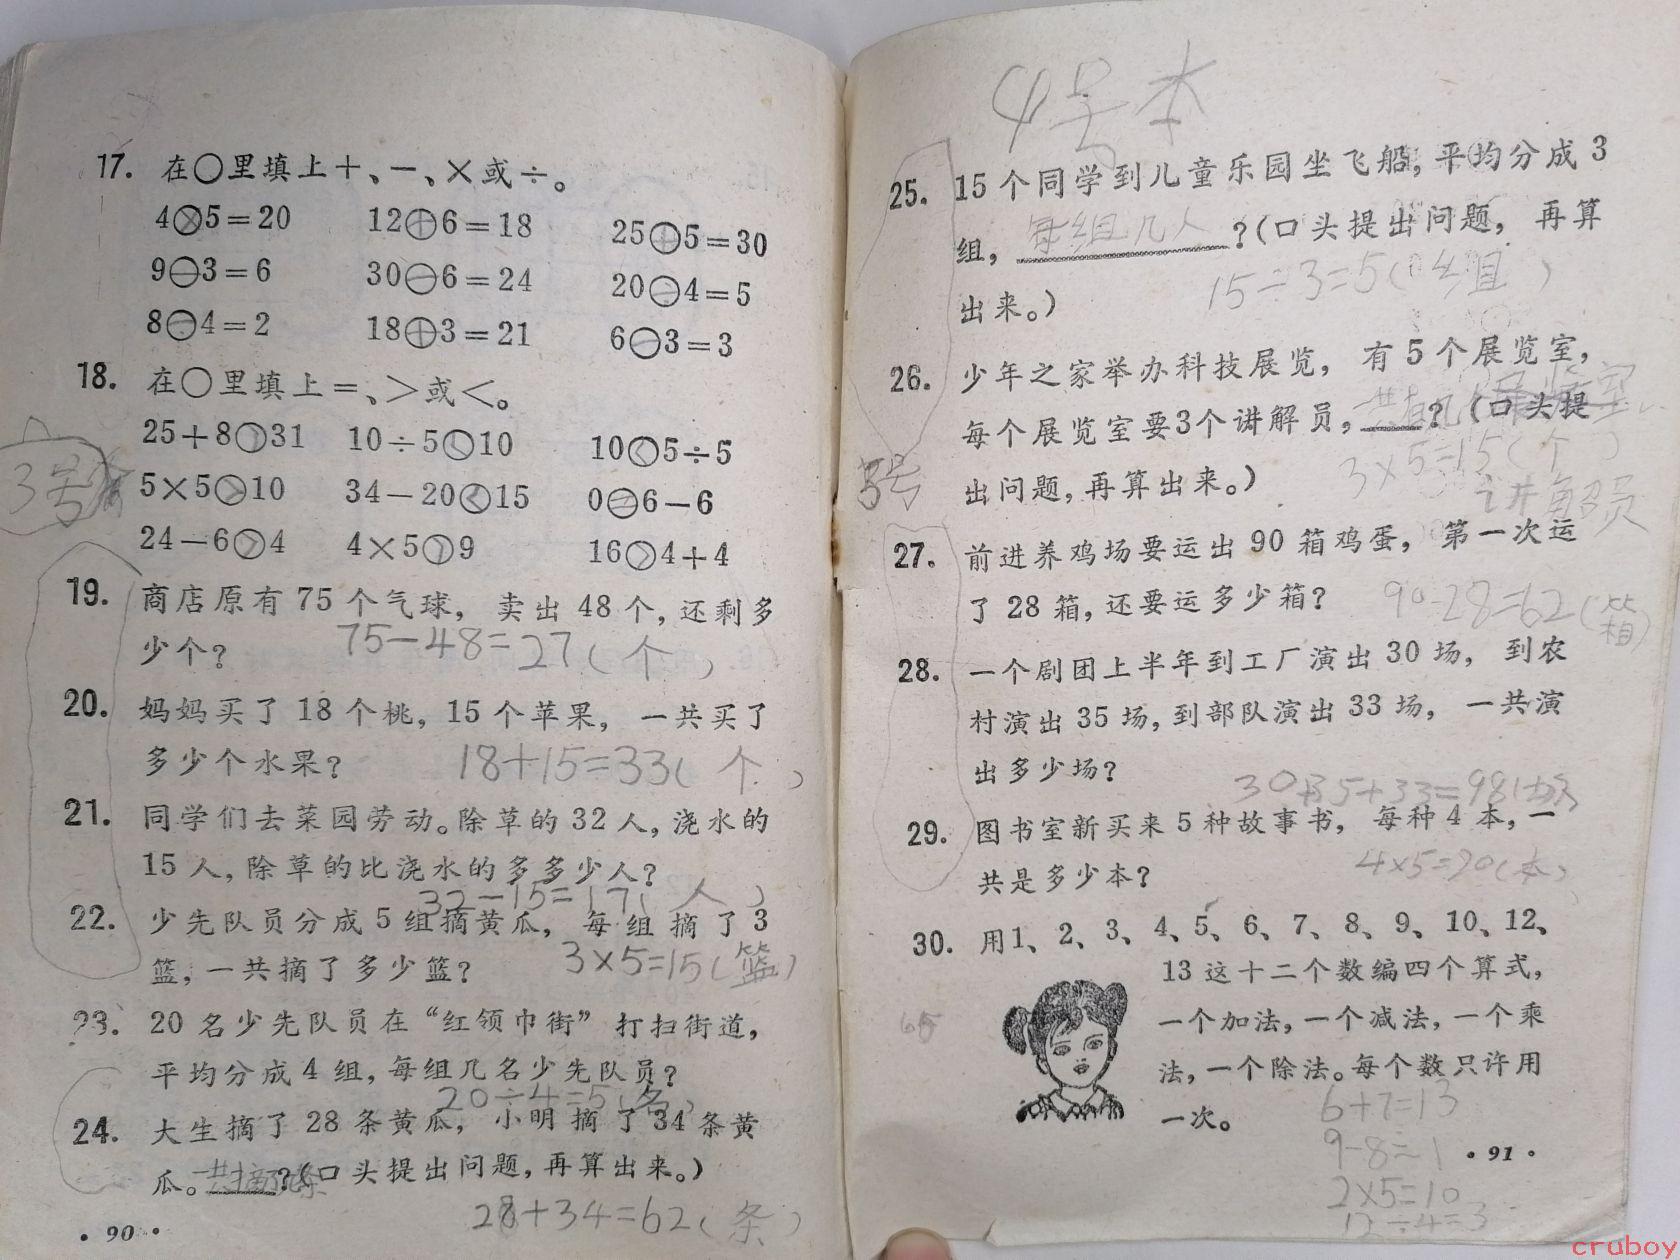 17. 在○里填上＋、－、×或÷。
4×5=20 12+6=18 25+5=30
9－3=6 30－6=24 20÷4=5
8÷4=2 18+3=21 6－3=3
18. 在○里填上＝、＞或＜。
25+8>31 10÷5<10 10○5÷5
3号
5×5>10 34－20<15 0=6－6
24－6>4 4×5>9 16>4+4
19. 商店原有75个气球，卖出48个，还剩多
少个？ 75－48=27(个)
20. 妈妈买了18个桃，15个苹果，一共买了
多少个水果？ 18+15=33(个)
21. 同学们去菜园劳动。除草的32人，浇水的
15人，除草的比浇水的多多少人？
32－15=17(人)
22. 少先队员分成5组摘黄瓜，每组摘了3
篮，一共摘了多少篮？ 3×5=15(篮)
23. 20名少先队员在“红领巾街”打扫街道，
平均分成4组，每组几名少先队员？
20÷4=5(名)
24. 大生摘了28条黄瓜，小明摘了34条黄
瓜。共摘几条？(口头提出问题，再算出来。)
28+34=62(条)
·90·
4号本
25. 15个同学到儿童乐园坐飞船，平均分成3
组，每组几人？(口头提出问题，再算
15÷3=5( 组)
出来。)
26. 少年之家举办科技展览，有5个展览室，
每个展览室要3个讲解员，共有几个？(口头提
3×5=15(个)
讲解员
出问题，再算出来。)
号
27. 前进养鸡场要运出90箱鸡蛋，第一次运
了28箱，还要运多少箱？ 90-28=62(箱)
28. 一个剧团上半年到工厂演出30场，到农
村演出35场，到部队演出33场，一共演
出多少场？ 30+35+33=98(场)
29. 图书室新买来5种故事书，每种4本，一
共是多少本？ 4×5=20(本)
30. 用1、2、3、4、5、6、7、8、9、10、12、
13这十二个数编四个算式，
一个加法，一个减法，一个乘
法，一个除法。每个数只许用
一次。
6+7=13
9-8=1
2×5=10
12÷4=3
·91·
cruboy